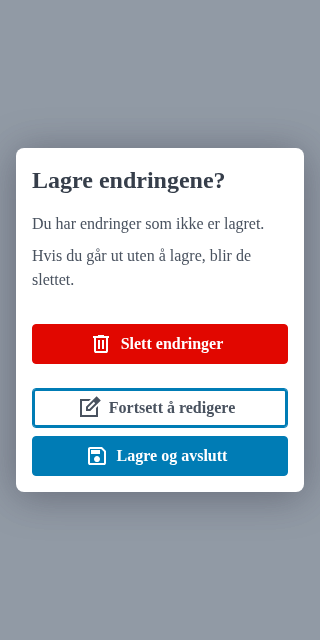 Lagre endringene?
Du har endringer som ikke er lagret.
Hvis du går ut uten å lagre, blir de
slettet.
Slett endringer
Fortsett å redigere
Lagre og avslutt